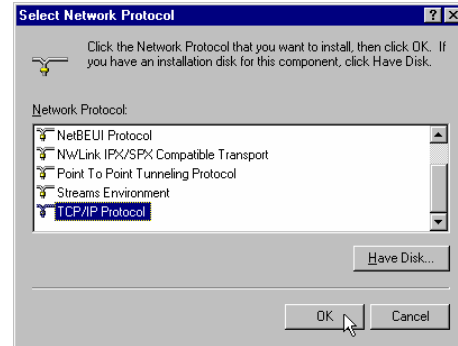 Select Network Protocol
Click the Network Protocol that you want to install, then click OK. If
you have an installation disk for this component, click Have Disk.
Network Protocol:
NetBEUI Protocol
NWLink IPX/SPX Compatible Transport
Point To Point Tunneling Protocol
Streams Environment
TCP/IP Protocol
Have Disk...
OK
Cancel